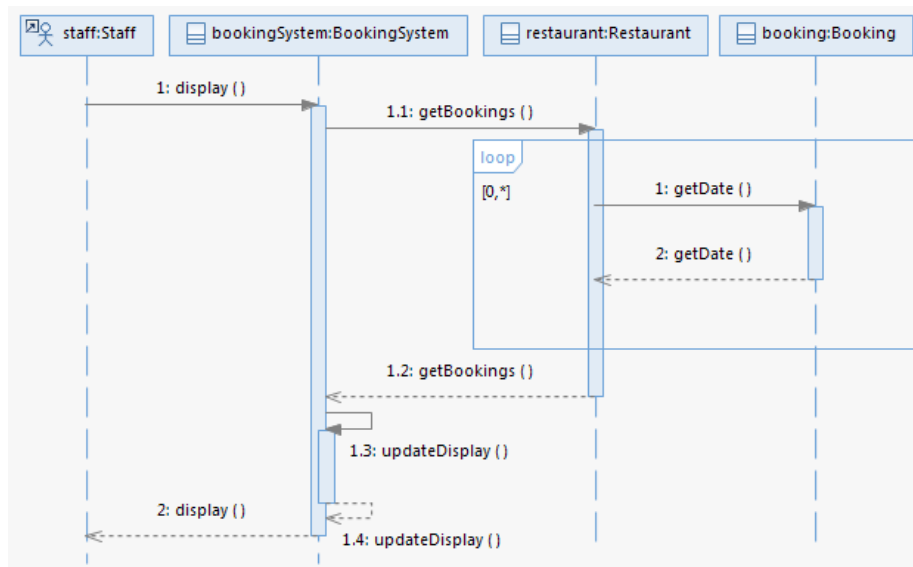 staff:Staff
bookingSystem:BookingSystem
restaurant:Restaurant
booking:Booking
1: display ( )
1.1: getBookings ( )
loop
[0,*]
1: getDate ( )
2: getDate ( )
1.2: getBookings ( )
1.3: updateDisplay ( )
2: display ( )
1.4: updateDisplay ( )